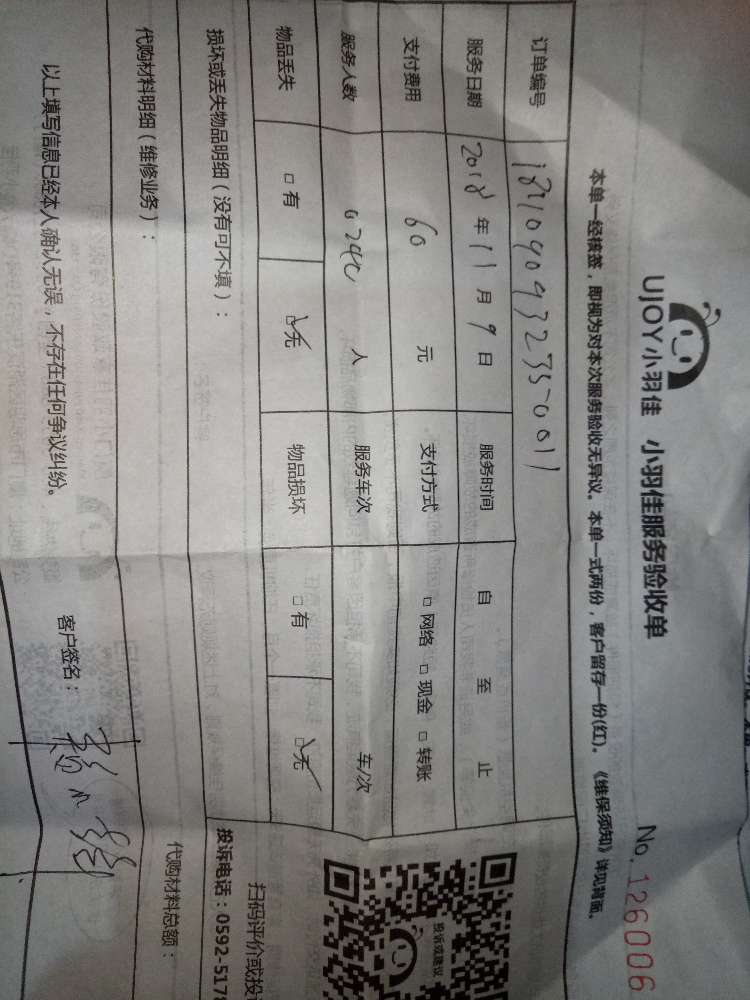 UJOY小羽佳 小羽佳服务验收单
No. 126006
本单一经核签，即视为对本次服务验收无异议。本单一式两份，客户留存一份(红)。《维保须知》详见背面。
订单编号 181109093235-0011
服务日期 2018 年 11 月 9 日 服务时间 自 至 止
支付费用 60 元 支付方式 □ 网络 □ 现金 □ 转账
服务人数 人 服务车次 车/次
物品丢失 □ 有 □ 无 物品损坏 □ 有 □ 无
损坏或丢失物品明细（没有可不填）：
代购材料明细（维修业务）：
代购材料总额：
以上填写信息已经本人确认无误，不存在任何争议纠纷。
客户签名：
投诉或建议
扫码评价或投
投诉电话：0592-517